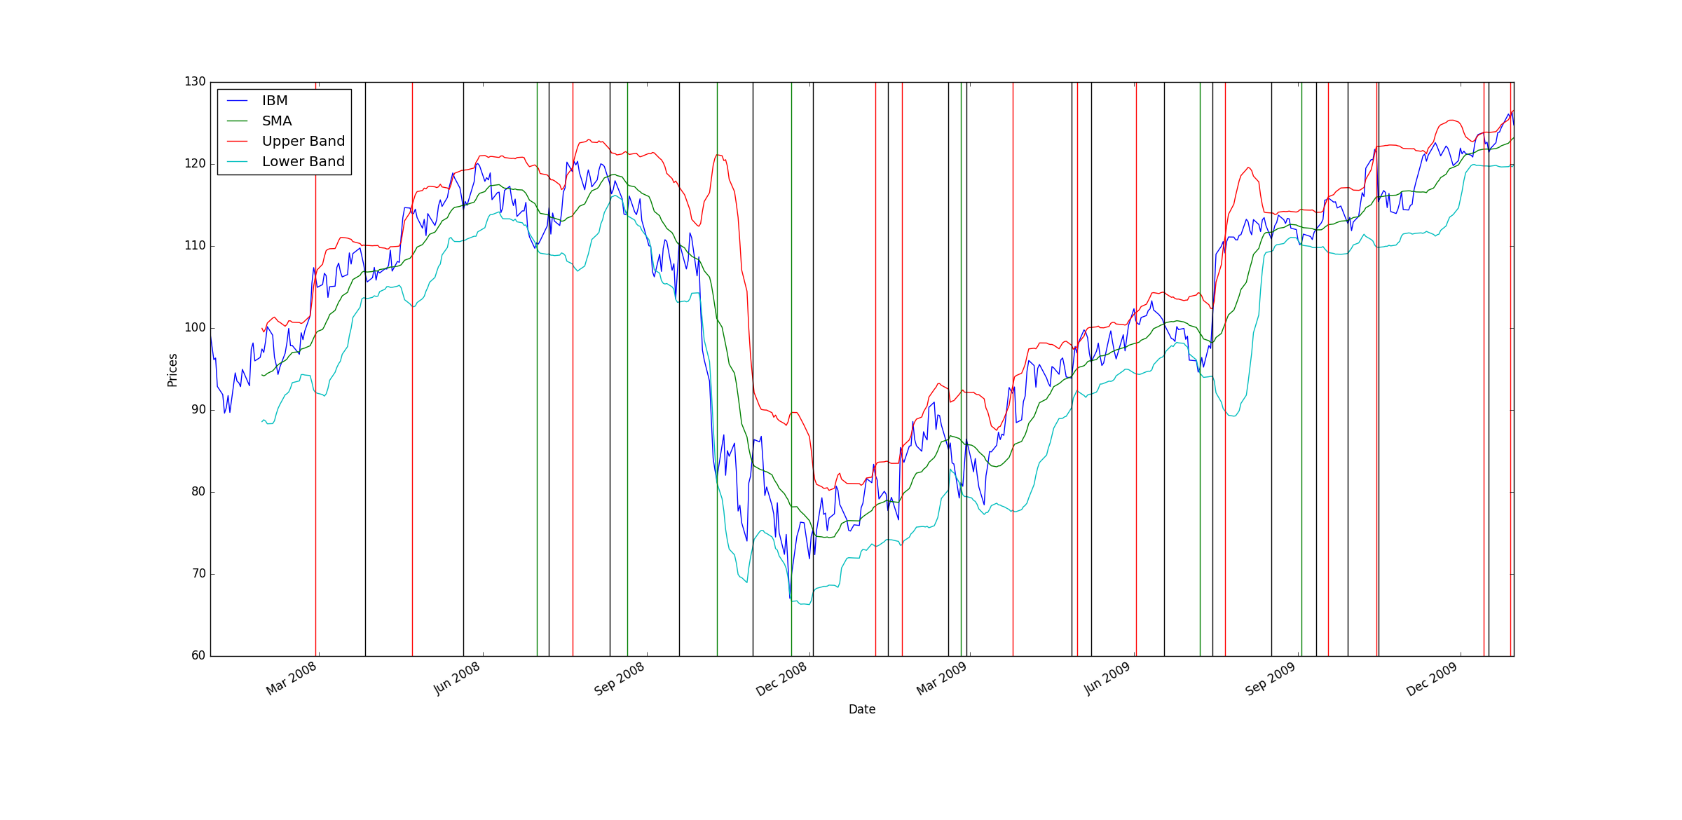 130
120
110
100
90
80
70
60
Prices
IBM
SMA
Upper Band
Lower Band
Mar 2008
Jun 2008
Sep 2008
Dec 2008
Mar 2009
Jun 2009
Sep 2009
Dec 2009
Date